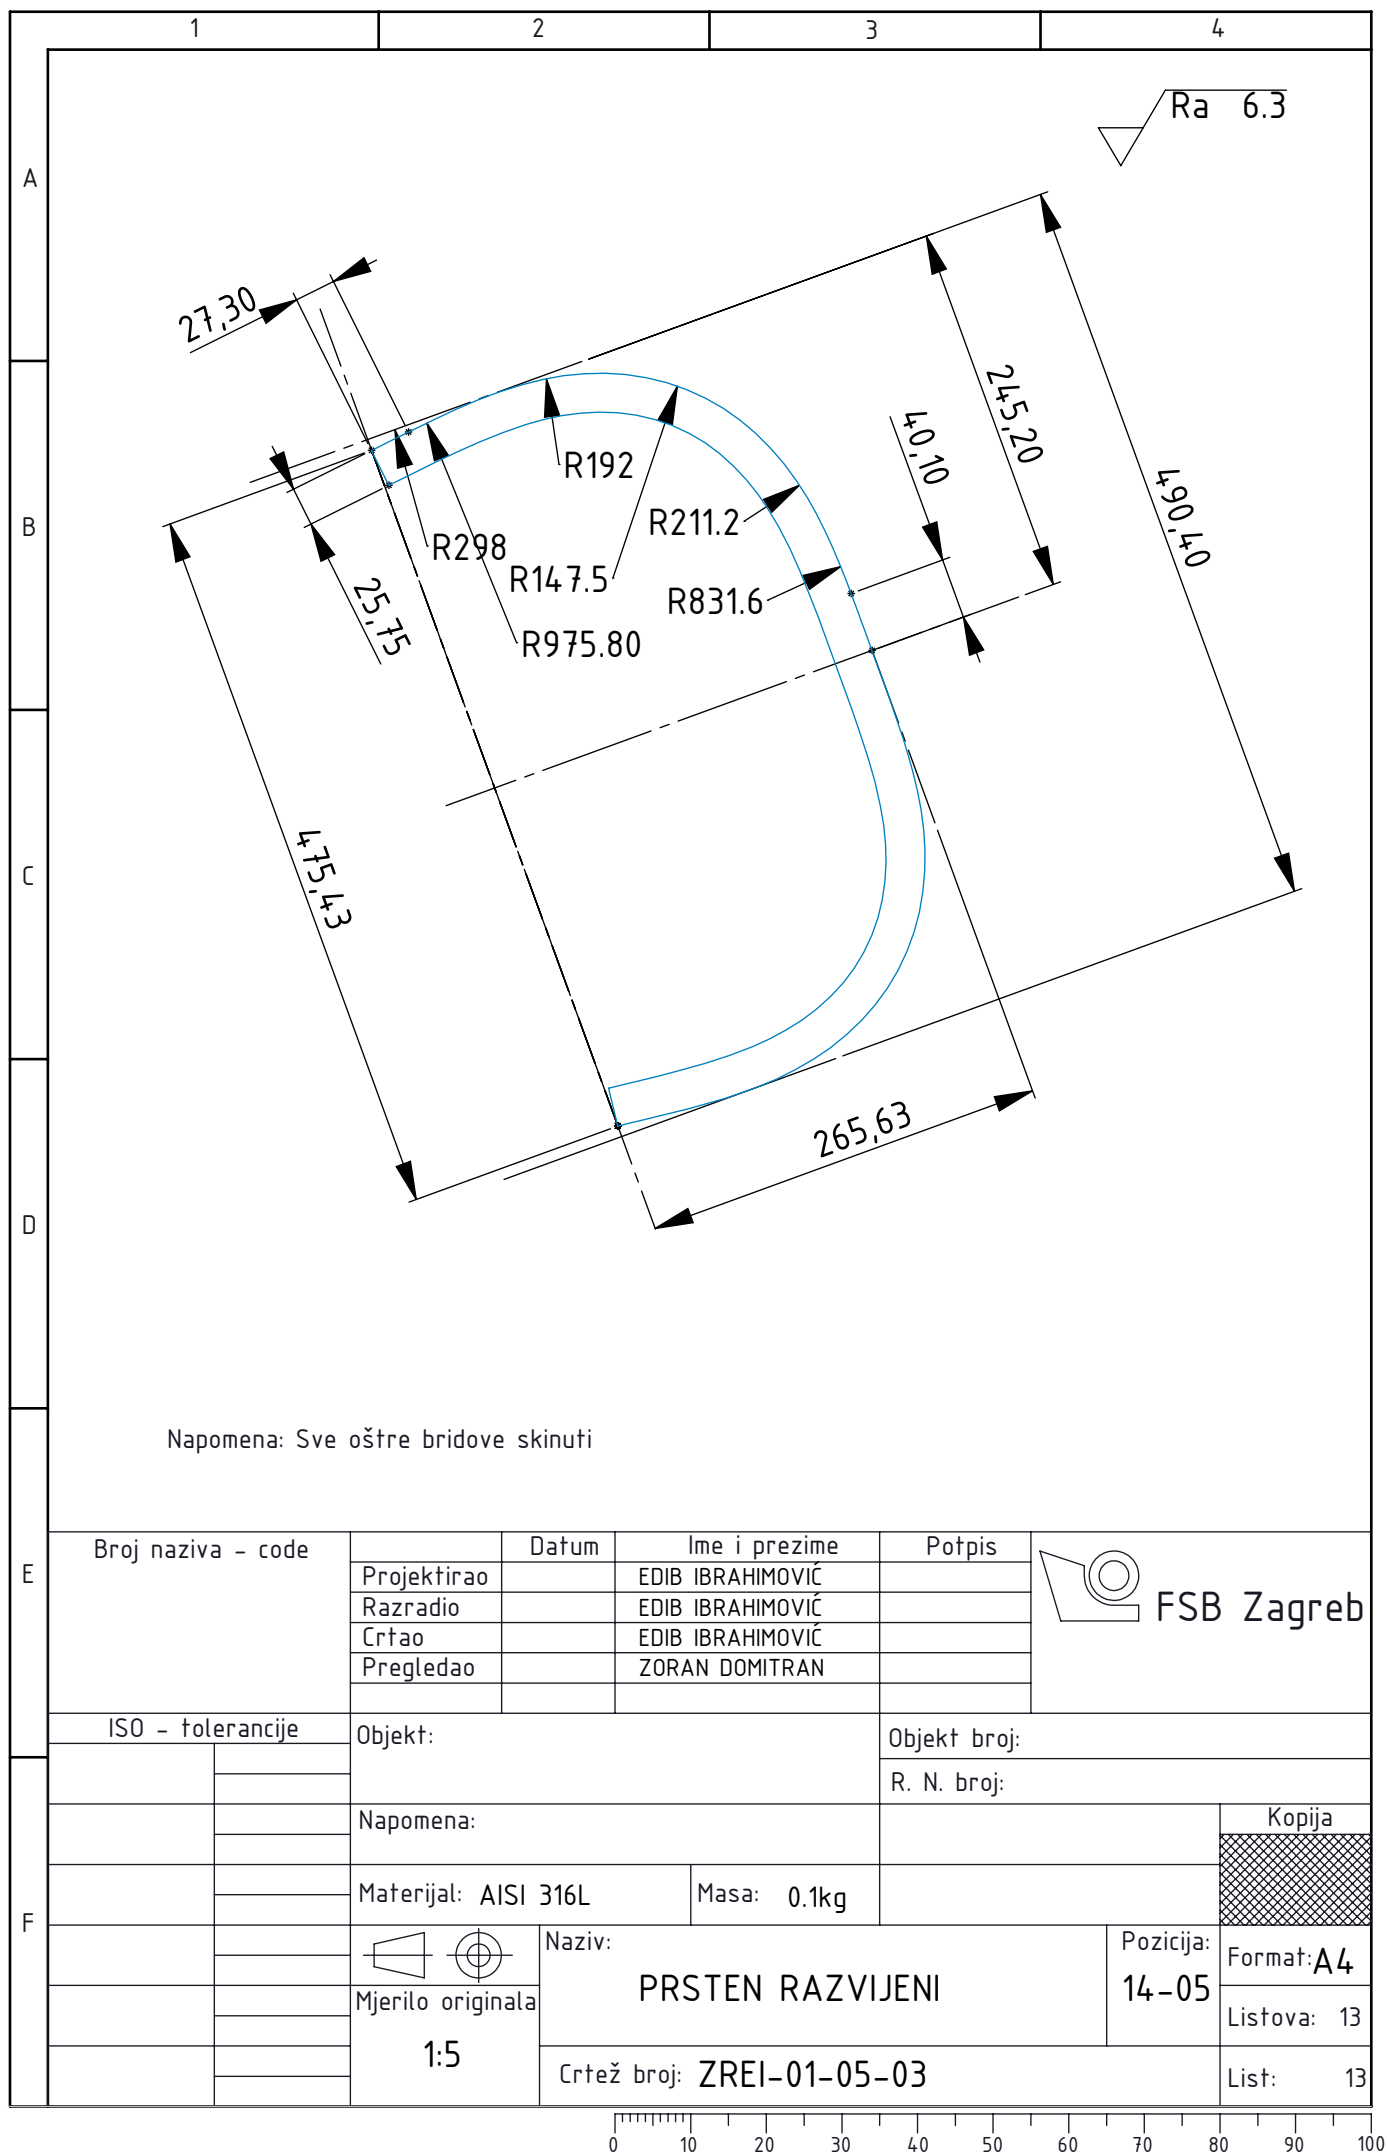 1 2 3 4
A
B
C
D
E
F
Ra 6.3
27,30
245,20
40,10
490,40
R192
R211.2
R298
R147.5
R831.6
25,75
R975.80
475,43
265,63
Napomena: Sve oštre bridove skinuti
Broj naziva - code
Datum Ime i prezime Potpis
Projektirao EDIB IBRAHIMOVIĆ
Razradio EDIB IBRAHIMOVIĆ
Crtao EDIB IBRAHIMOVIĆ
Pregledao ZORAN DOMITRAN
FSB Zagreb
ISO - tolerancije
Objekt:
Objekt broj:
R. N. broj:
Napomena:
Kopija
Materijal: AISI 316L
Masa: 0.1kg
Naziv:
PRSTEN RAZVIJENI
Pozicija:
14-05
Format: A4
Mjerilo originala
1:5
Listova: 13
Crtež broj: ZREI-01-05-03
List: 13
0 10 20 30 40 50 60 70 80 90 100